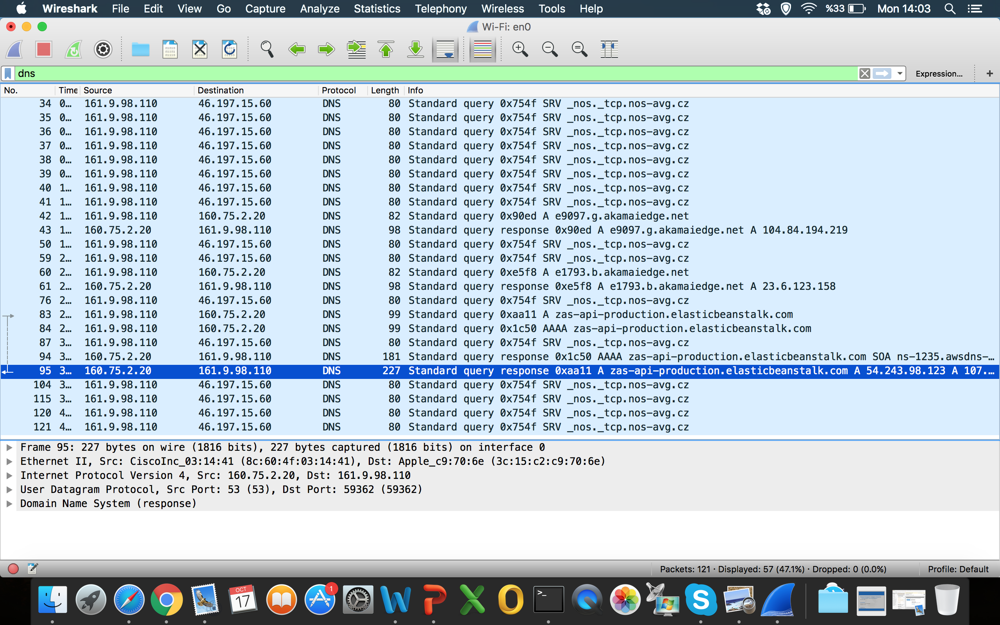 Wireshark File Edit View Go Capture Analyze Statistics Telephony Wireless Tools Help %33 Mon 14:03
Wi-Fi: en0
dns Expression... +
No. Time Source Destination Protocol Length Info
34 0… 161.9.98.110 46.197.15.60 DNS 80 Standard query 0x754f SRV _nos._tcp.nos-avg.cz
35 0… 161.9.98.110 46.197.15.60 DNS 80 Standard query 0x754f SRV _nos._tcp.nos-avg.cz
36 0… 161.9.98.110 46.197.15.60 DNS 80 Standard query 0x754f SRV _nos._tcp.nos-avg.cz
37 0… 161.9.98.110 46.197.15.60 DNS 80 Standard query 0x754f SRV _nos._tcp.nos-avg.cz
38 0… 161.9.98.110 46.197.15.60 DNS 80 Standard query 0x754f SRV _nos._tcp.nos-avg.cz
39 0… 161.9.98.110 46.197.15.60 DNS 80 Standard query 0x754f SRV _nos._tcp.nos-avg.cz
40 1… 161.9.98.110 46.197.15.60 DNS 80 Standard query 0x754f SRV _nos._tcp.nos-avg.cz
41 1… 161.9.98.110 46.197.15.60 DNS 80 Standard query 0x754f SRV _nos._tcp.nos-avg.cz
42 1… 161.9.98.110 160.75.2.20 DNS 82 Standard query 0x90ed A e9097.g.akamaiedge.net
43 1… 160.75.2.20 161.9.98.110 DNS 98 Standard query response 0x90ed A e9097.g.akamaiedge.net A 104.84.194.219
50 1… 161.9.98.110 46.197.15.60 DNS 80 Standard query 0x754f SRV _nos._tcp.nos-avg.cz
59 2… 161.9.98.110 46.197.15.60 DNS 80 Standard query 0x754f SRV _nos._tcp.nos-avg.cz
60 2… 161.9.98.110 160.75.2.20 DNS 82 Standard query 0xe5f8 A e1793.b.akamaiedge.net
61 2… 160.75.2.20 161.9.98.110 DNS 98 Standard query response 0xe5f8 A e1793.b.akamaiedge.net A 23.6.123.158
76 2… 161.9.98.110 46.197.15.60 DNS 80 Standard query 0x754f SRV _nos._tcp.nos-avg.cz
83 2… 161.9.98.110 160.75.2.20 DNS 99 Standard query 0xaa11 A zas-api-production.elasticbeanstalk.com
84 2… 161.9.98.110 160.75.2.20 DNS 99 Standard query 0x1c50 AAAA zas-api-production.elasticbeanstalk.com
87 3… 161.9.98.110 46.197.15.60 DNS 80 Standard query 0x754f SRV _nos._tcp.nos-avg.cz
94 3… 160.75.2.20 161.9.98.110 DNS 181 Standard query response 0x1c50 AAAA zas-api-production.elasticbeanstalk.com SOA ns-1235.awsdns-…
95 3… 160.75.2.20 161.9.98.110 DNS 227 Standard query response 0xaa11 A zas-api-production.elasticbeanstalk.com A 54.243.98.123 A 107.…
104 3… 161.9.98.110 46.197.15.60 DNS 80 Standard query 0x754f SRV _nos._tcp.nos-avg.cz
115 3… 161.9.98.110 46.197.15.60 DNS 80 Standard query 0x754f SRV _nos._tcp.nos-avg.cz
120 4… 161.9.98.110 46.197.15.60 DNS 80 Standard query 0x754f SRV _nos._tcp.nos-avg.cz
121 4… 161.9.98.110 46.197.15.60 DNS 80 Standard query 0x754f SRV _nos._tcp.nos-avg.cz
Frame 95: 227 bytes on wire (1816 bits), 227 bytes captured (1816 bits) on interface 0
Ethernet II, Src: CiscoInc_03:14:41 (8c:60:4f:03:14:41), Dst: Apple_c9:70:6e (3c:15:c2:c9:70:6e)
Internet Protocol Version 4, Src: 160.75.2.20, Dst: 161.9.98.110
User Datagram Protocol, Src Port: 53 (53), Dst Port: 59362 (59362)
Domain Name System (response)
Packets: 121 · Displayed: 57 (47.1%) · Dropped: 0 (0.0%) Profile: Default
OCT
17
1